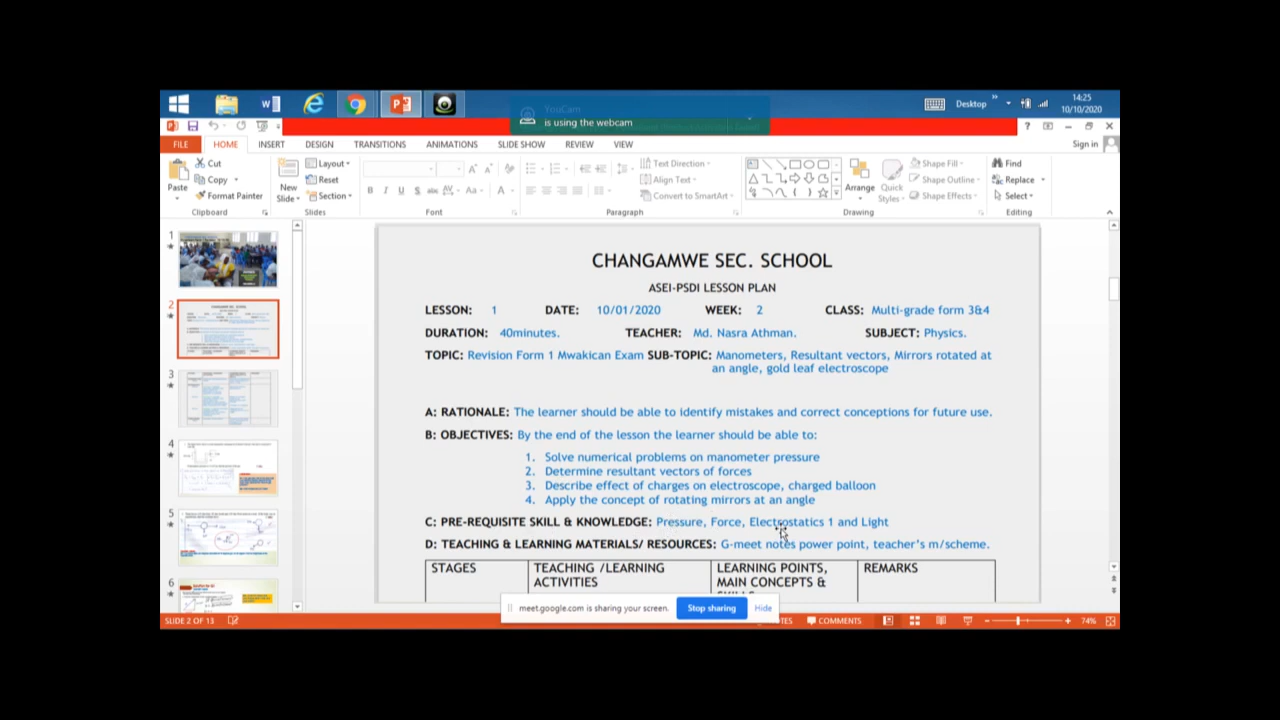 14:25
Desktop
10/10/2020
YouCam
is using the webcam
FILE HOME INSERT DESIGN TRANSITIONS ANIMATIONS SLIDE SHOW REVIEW VIEW Sign in
Cut
Copy
Format Painter
Paste
Clipboard
New
Slide
Layout
Reset
Section
Slides
Font
Text Direction
Align Text
Convert to SmartArt
Paragraph
Arrange
Quick
Styles
Shape Fill
Shape Outline
Shape Effects
Drawing
Find
Replace
Select
Editing
1
2
3
4
5
6
CHANGAMWE SEC. SCHOOL
ASEI-PSDI LESSON PLAN
LESSON: 1 DATE: 10/01/2020 WEEK: 2 CLASS: Multi-grade form 3&4
DURATION: 40minutes. TEACHER: Md. Nasra Athman. SUBJECT: Physics.
TOPIC: Revision Form 1 Mwakican Exam SUB-TOPIC: Manometers, Resultant vectors, Mirrors rotated at
an angle, gold leaf electroscope
A: RATIONALE: The learner should be able to identify mistakes and correct conceptions for future use.
B: OBJECTIVES: By the end of the lesson the learner should be able to:
1. Solve numerical problems on manometer pressure
2. Determine resultant vectors of forces
3. Describe effect of charges on electroscope, charged balloon
4. Apply the concept of rotating mirrors at an angle
C: PRE-REQUISITE SKILL & KNOWLEDGE: Pressure, Force, Electrostatics 1 and Light
D: TEACHING & LEARNING MATERIALS/ RESOURCES: G-meet notes power point, teacher's m/scheme.
STAGES TEACHING /LEARNING LEARNING POINTS, REMARKS
ACTIVITIES MAIN CONCEPTS &
meet.google.com is sharing your screen. Stop sharing Hide
SLIDE 2 OF 13 COMMENTS 74%